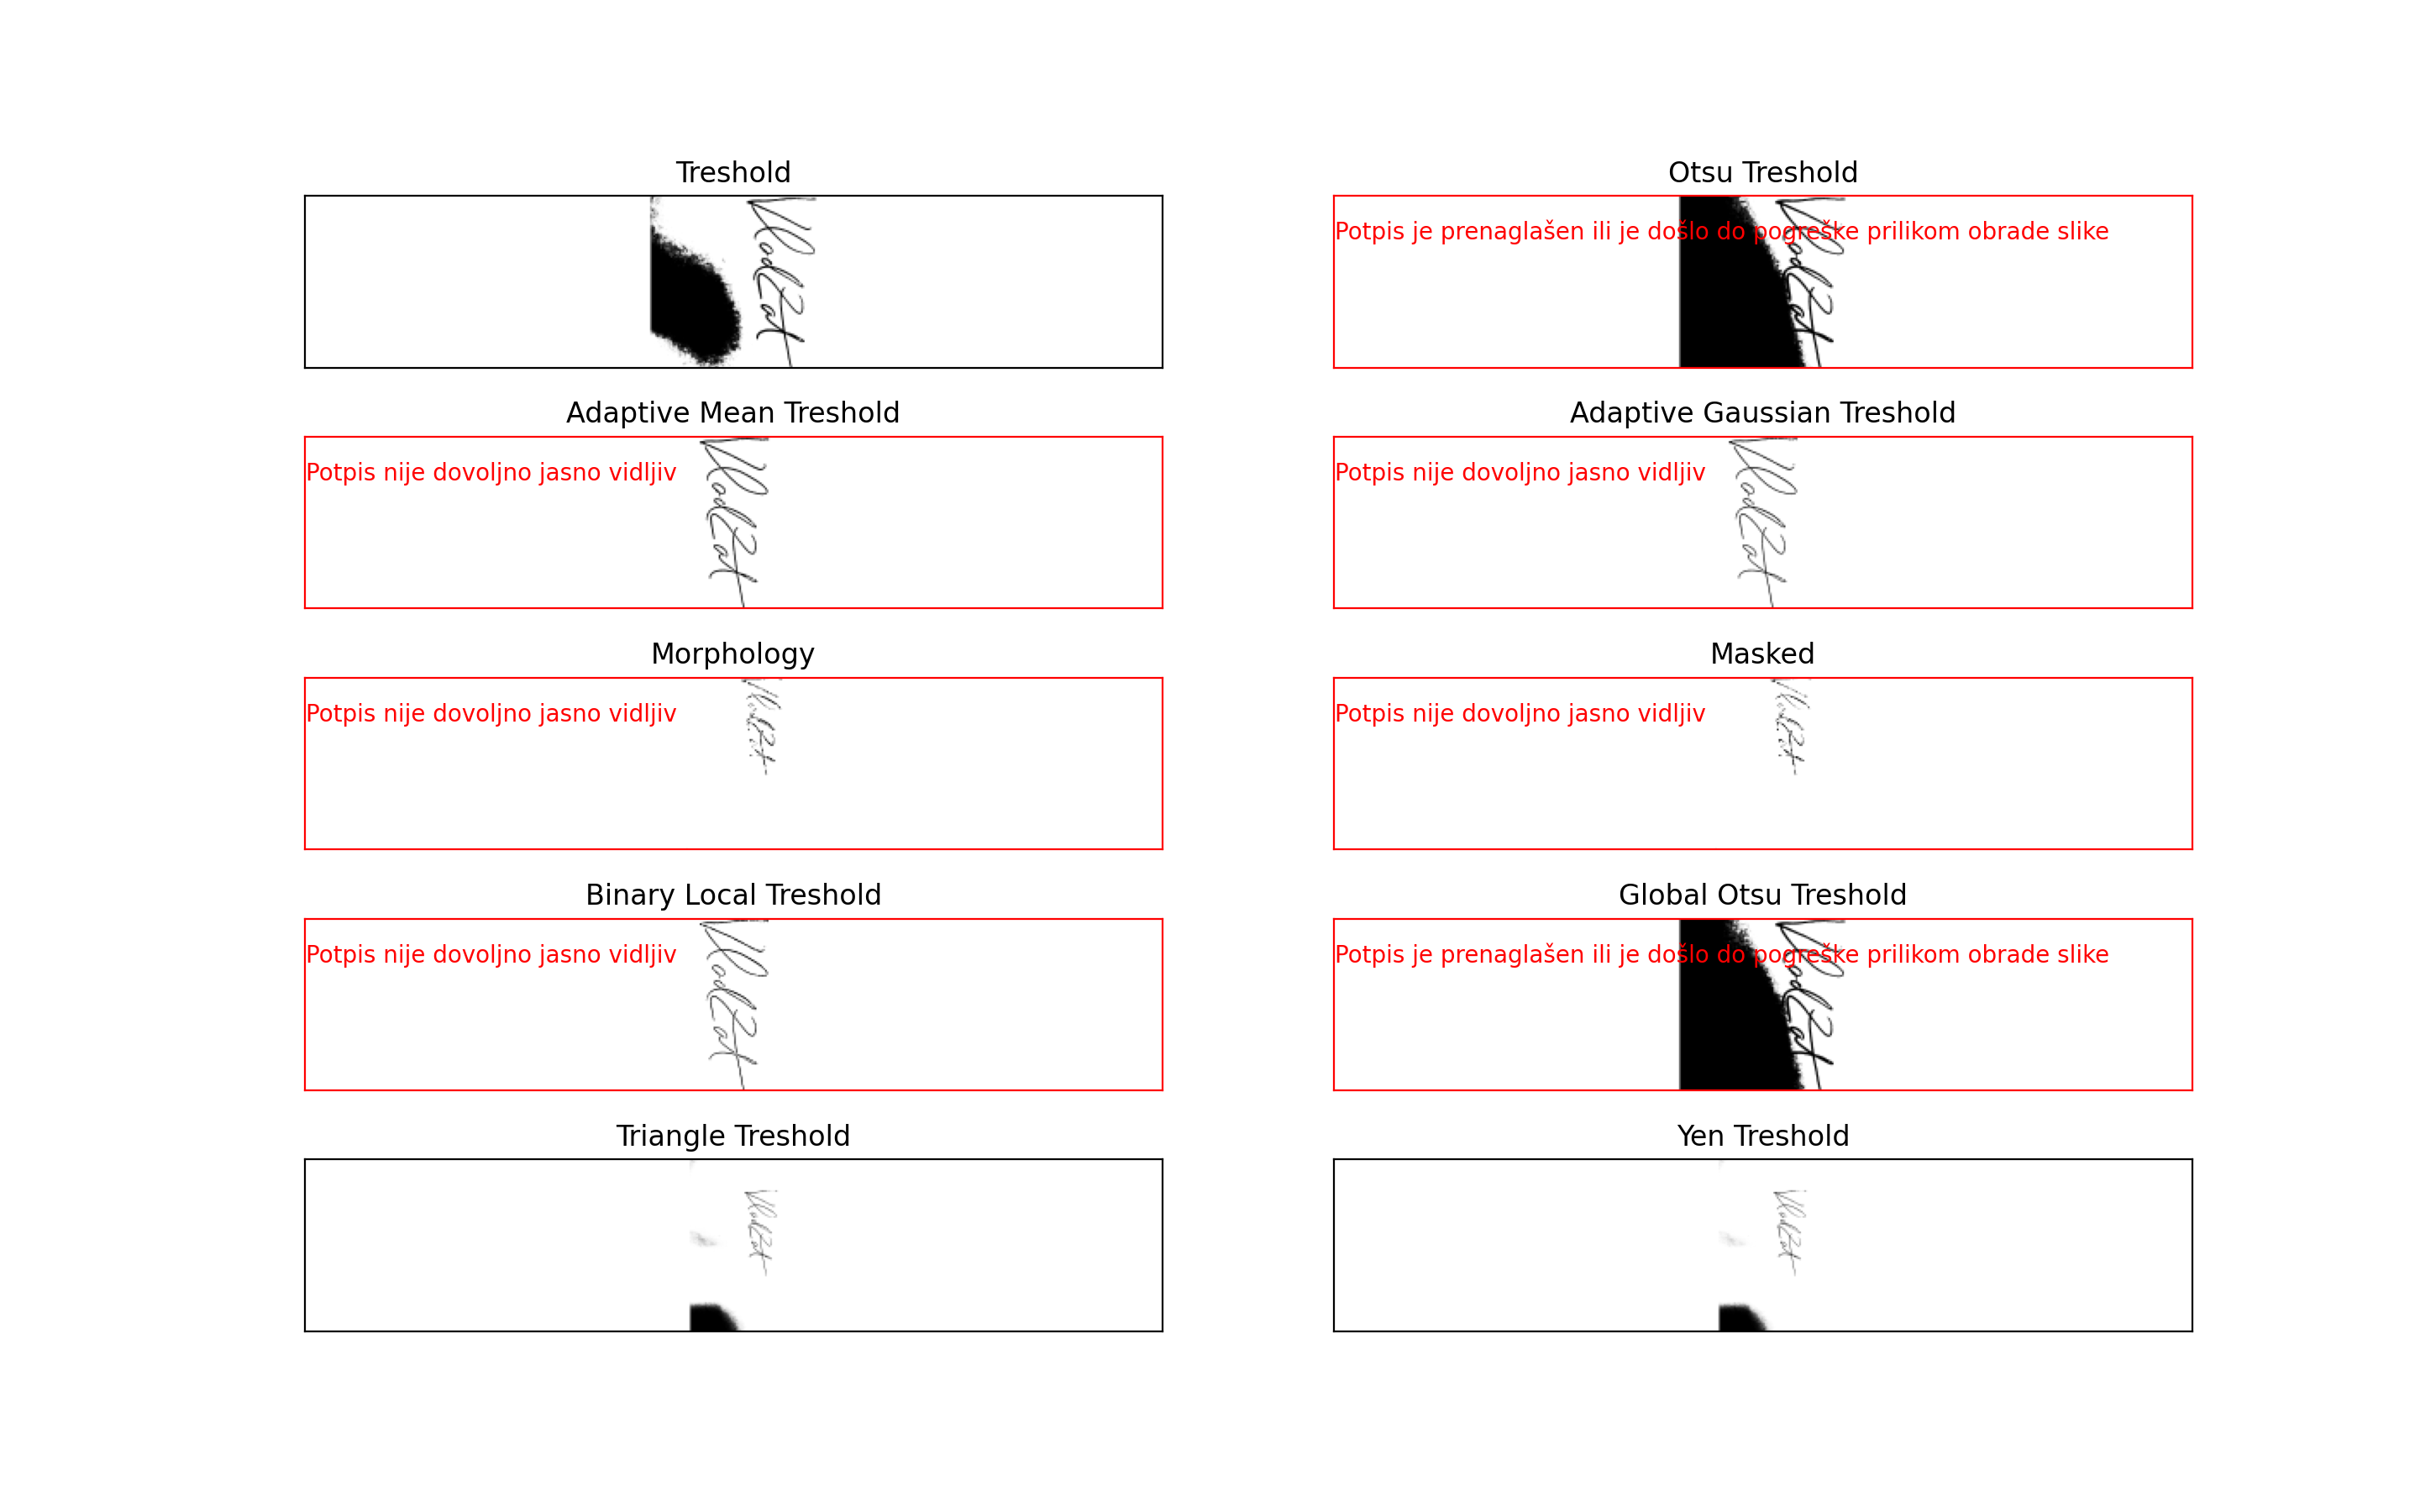 Treshold
Otsu Treshold
Potpis je prenaglašen ili je došlo do pogreške prilikom obrade slike
Adaptive Mean Treshold
Adaptive Gaussian Treshold
Potpis nije dovoljno jasno vidljiv
Potpis nije dovoljno jasno vidljiv
Morphology
Masked
Potpis nije dovoljno jasno vidljiv
Potpis nije dovoljno jasno vidljiv
Binary Local Treshold
Global Otsu Treshold
Potpis nije dovoljno jasno vidljiv
Potpis je prenaglašen ili je došlo do pogreške prilikom obrade slike
Triangle Treshold
Yen Treshold